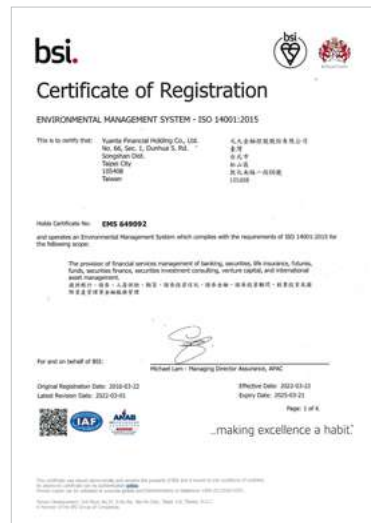 bsi.
bsi
Certificate of Registration
ENVIRONMENTAL MANAGEMENT SYSTEM - ISO 14001:2015
This is to certify that:
Yuanta Financial Holding Co., Ltd.
No. 66, Sec. 1, Dunhua S. Rd.
Songshan Dist.
Taipei City
105408
Taiwan
元大金融控股股份有限公司
臺灣
台北市
松山區
敦化南路一段66號
105408
Holds Certificate No:
EMS 649092
and operates an Environmental Management System which complies with the requirements of ISO 14001:2015 for
the following scope:
The provision of financial services management of banking, securities, life insurance, futures,
funds, securities finance, securities investment consulting, venture capital, and international
asset management.
For and on behalf of BSI:
Michael Lam - Managing Director Assurance, APAC
Original Registration Date: 2016-03-22
Latest Revision Date: 2022-03-01
Effective Date: 2022-03-22
Expiry Date: 2025-03-21
Page: 1 of 6
IAF
ANAB
...making excellence a habit.